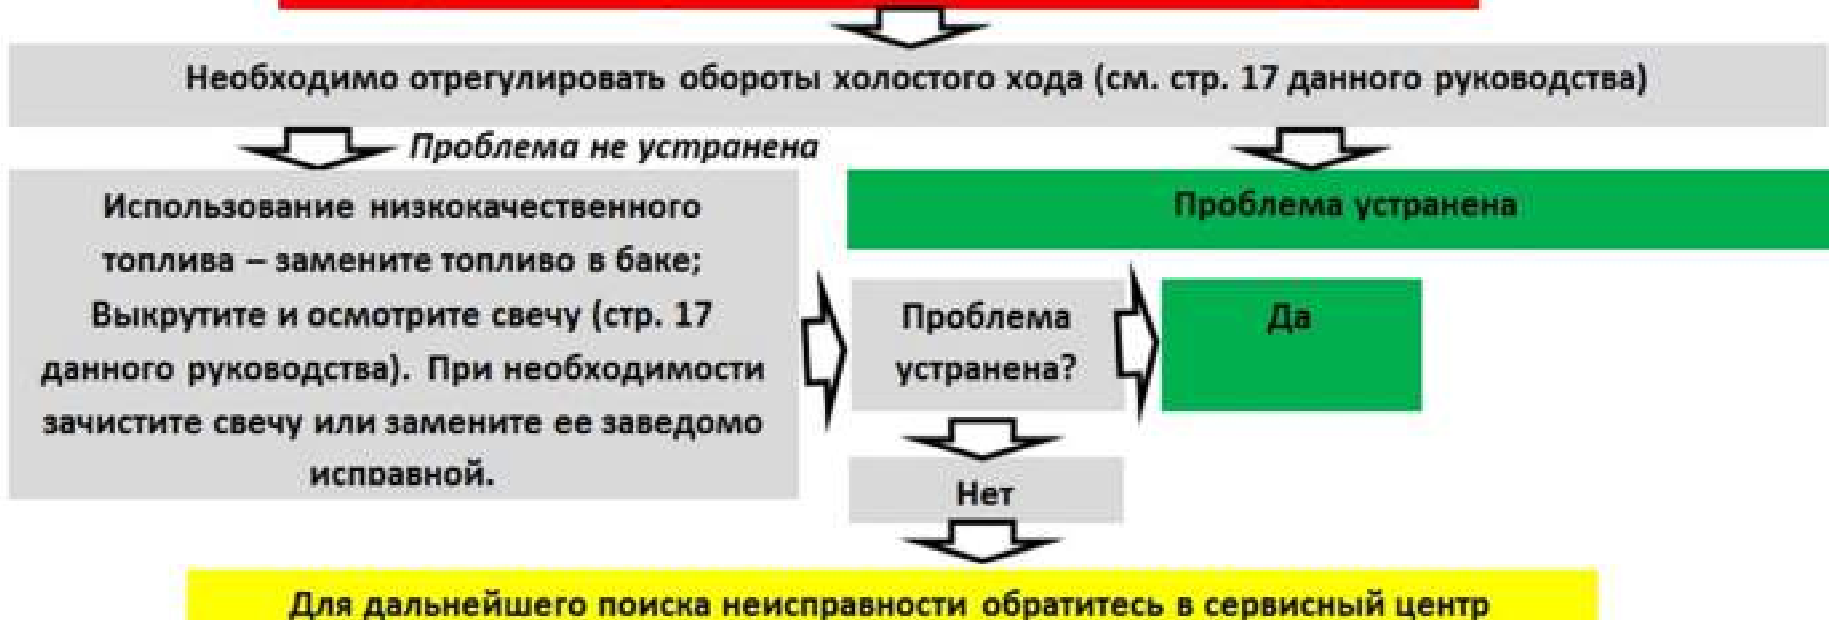 Необходимо отрегулировать обороты холостого хода (см. стр. 17 данного руководства)
Проблема не устранена
Использование низкокачественного
топлива – замените топливо в баке;
Выкрутите и осмотрите свечу (стр. 17
данного руководства). При необходимости
зачистите свечу или замените ее заведомо
исправной.
Проблема устранена
Проблема
устранена?
Да
Нет
Для дальнейшего поиска неисправности обратитесь в сервисный центр